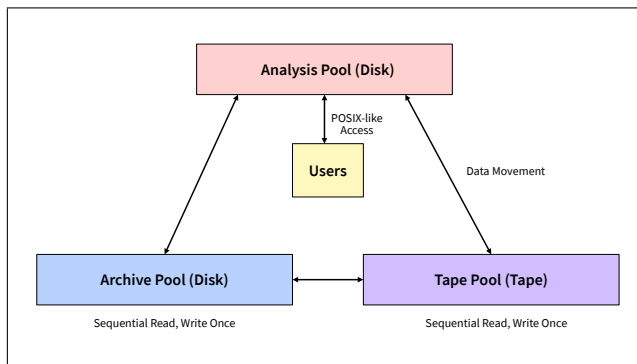 Analysis Pool (Disk)
POSIX-like
Access
Users
Data Movement
Archive Pool (Disk)
Tape Pool (Tape)
Sequential Read, Write Once
Sequential Read, Write Once